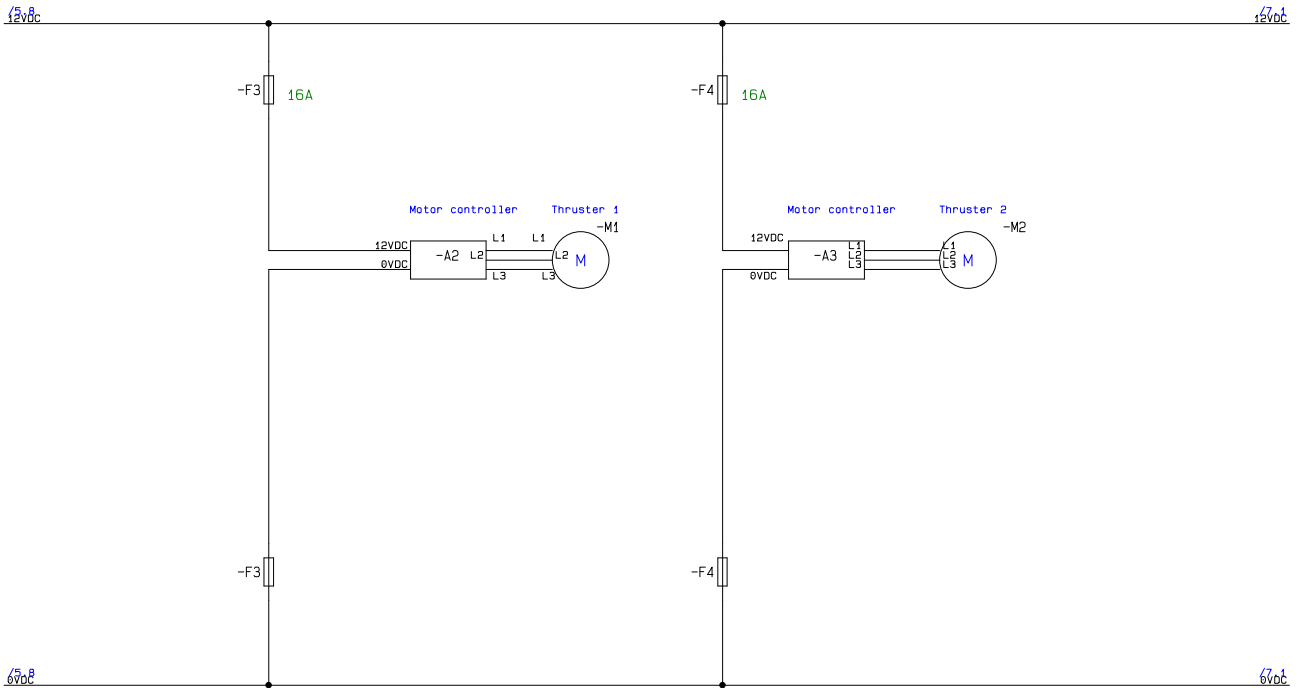 /5.8
12VDC
/7.1
12VDC
-F3
16A
-F4
16A
Motor controller
Thruster 1
-M1
Motor controller
Thruster 2
-M2
12VDC
0VDC
-A2
L1
L2
L3
L1
L2
L3
M
12VDC
0VDC
-A3
L1
L2
L3
L1
L2
L3
M
-F3
-F4
/5.8
0VDC
/7.1
0VDC